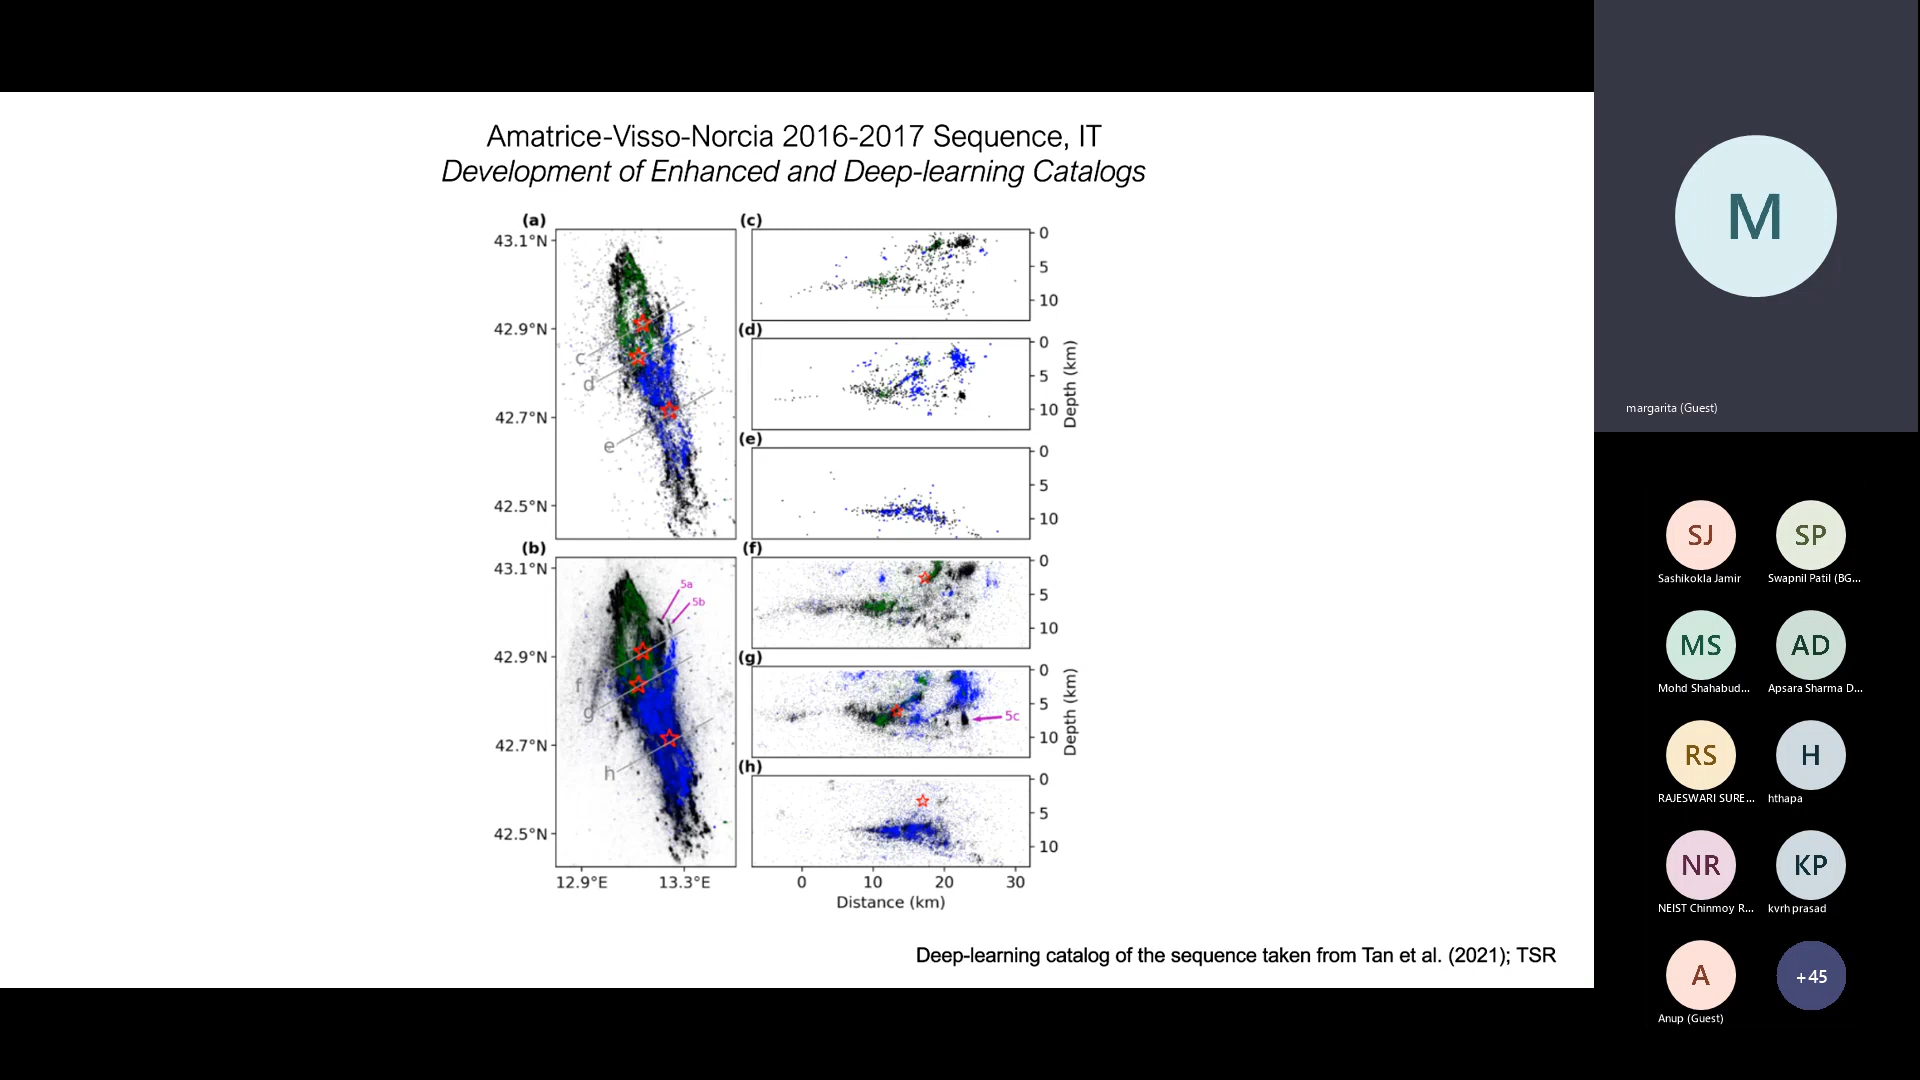 Amatrice-Visso-Norcia 2016-2017 Sequence, IT
Development of Enhanced and Deep-learning Catalogs
(a)
43.1°N
42.9°N
42.7°N
42.5°N
c
d
e
(c)
0
5
10
(d)
0
5
10
Depth (km)
(e)
0
5
10
(b)
43.1°N
42.9°N
42.7°N
42.5°N
5a
5b
f
g
h
12.9°E
13.3°E
(f)
0
5
10
(g)
0
5
10
5c
Depth (km)
(h)
0
5
10
0
10
20
30
Distance (km)
Deep-learning catalog of the sequence taken from Tan et al. (2021); TSR
M
margarita (Guest)
SJ
SP
Sashikokla Jamir
Swapnil Patil (BG...
MS
AD
Mohd Shahabud...
Apsara Sharma D...
RS
H
RAJESWARI SURE...
hthapa
NR
KP
NEIST Chinmoy R...
kvrh prasad
A
+45
Anup (Guest)